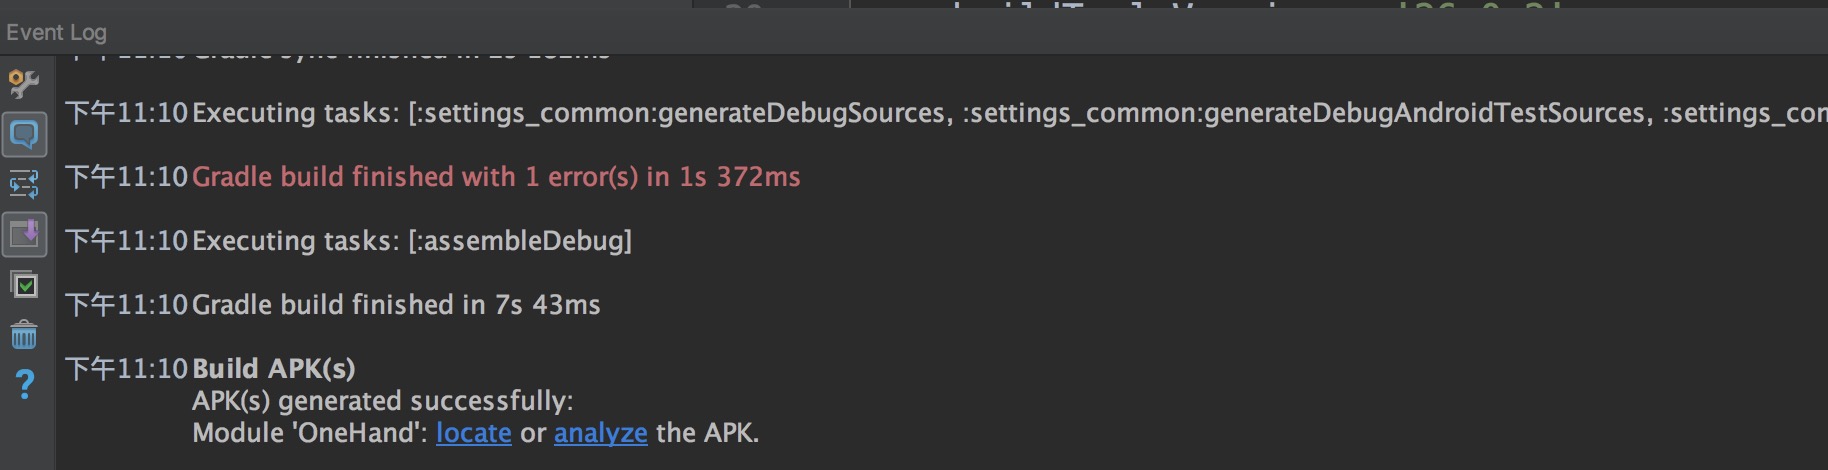 Event Log
下午11:10 Executing tasks: [:settings_common:generateDebugSources, :settings_common:generateDebugAndroidTestSources, :settings_con
下午11:10 Gradle build finished with 1 error(s) in 1s 372ms
下午11:10 Executing tasks: [:assembleDebug]
下午11:10 Gradle build finished in 7s 43ms
下午11:10 Build APK(s)
APK(s) generated successfully:
Module 'OneHand': locate or analyze the APK.